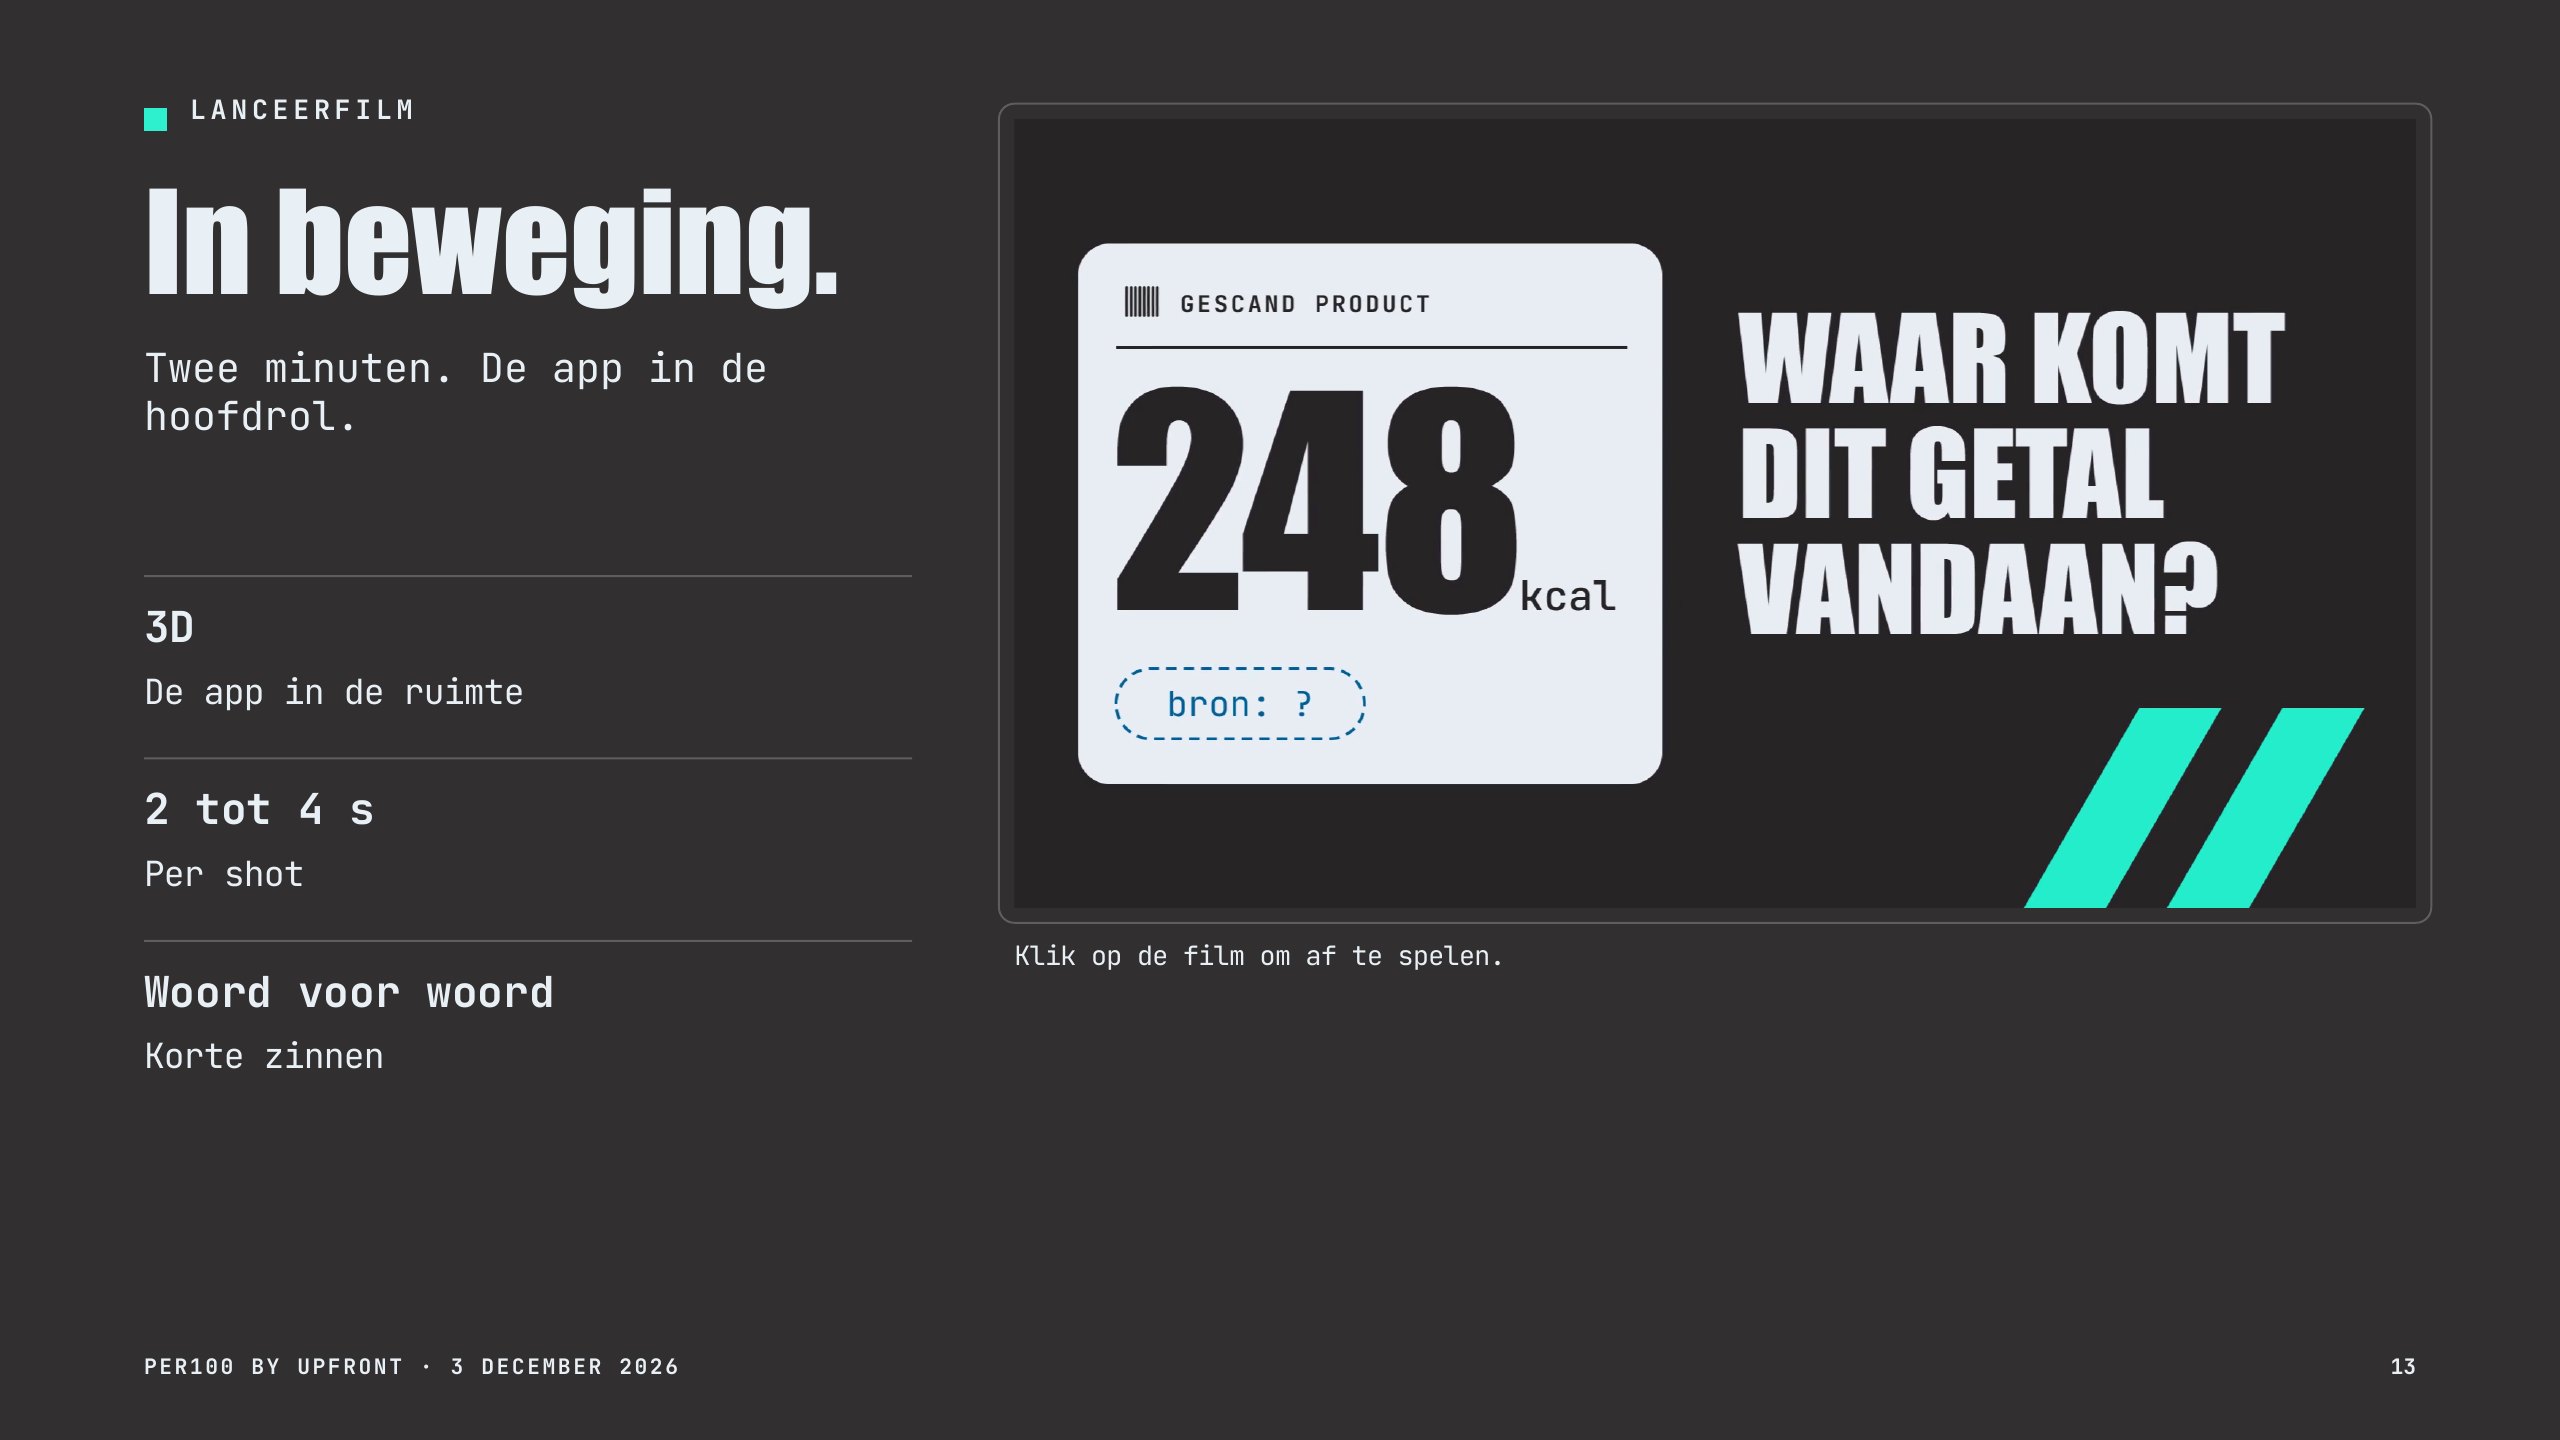 LANCEERFILM
In beweging.
Twee minuten. De app in de
hoofdrol.
3D
De app in de ruimte
2 tot 4 s
Per shot
Woord voor woord
Korte zinnen
GESCAND PRODUCT
248 kcal
bron: ?
WAAR KOMT
DIT GETAL
VANDAAN?
Klik op de film om af te spelen.
PER100 BY UPFRONT · 3 DECEMBER 2026
13